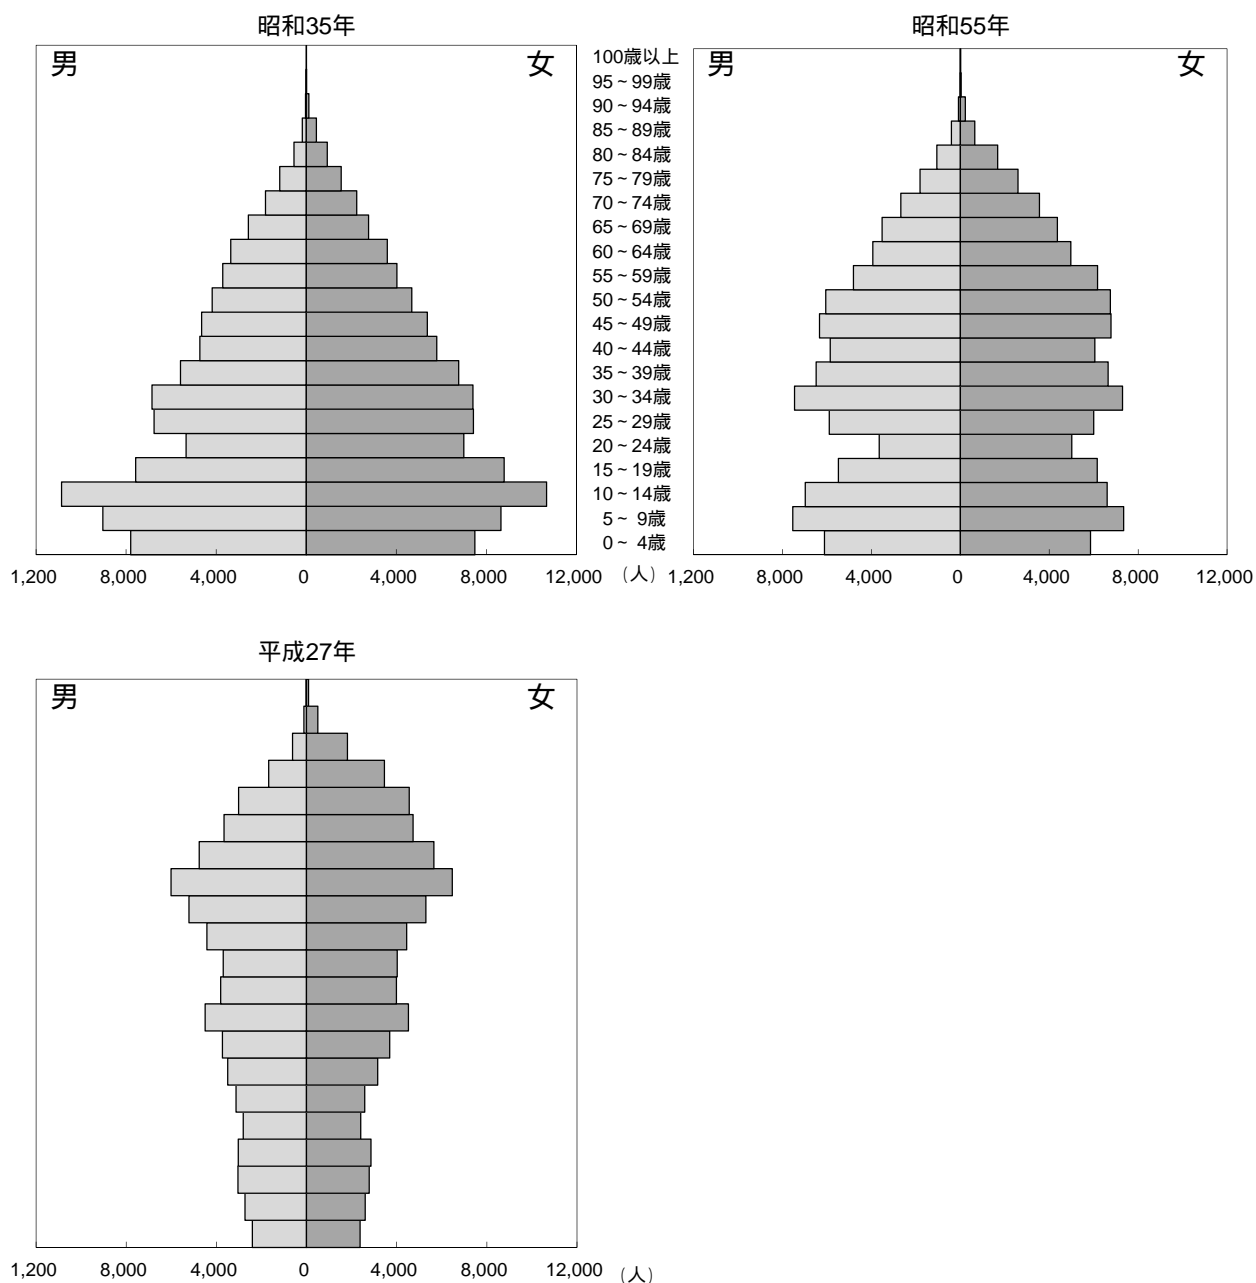 昭和35年
昭和55年
男
女
100歳以上
男
女
95～99歳
90～94歳
85～89歳
80～84歳
75～79歳
70～74歳
65～69歳
60～64歳
55～59歳
50～54歳
45～49歳
40～44歳
35～39歳
30～34歳
25～29歳
20～24歳
15～19歳
10～14歳
5～ 9歳
0～ 4歳
1,200 8,000 4,000 0 4,000 8,000 12,000 (人) 1,200 8,000 4,000 0 4,000 8,000 12,000
平成27年
男
女
1,200 8,000 4,000 0 4,000 8,000 12,000 (人)